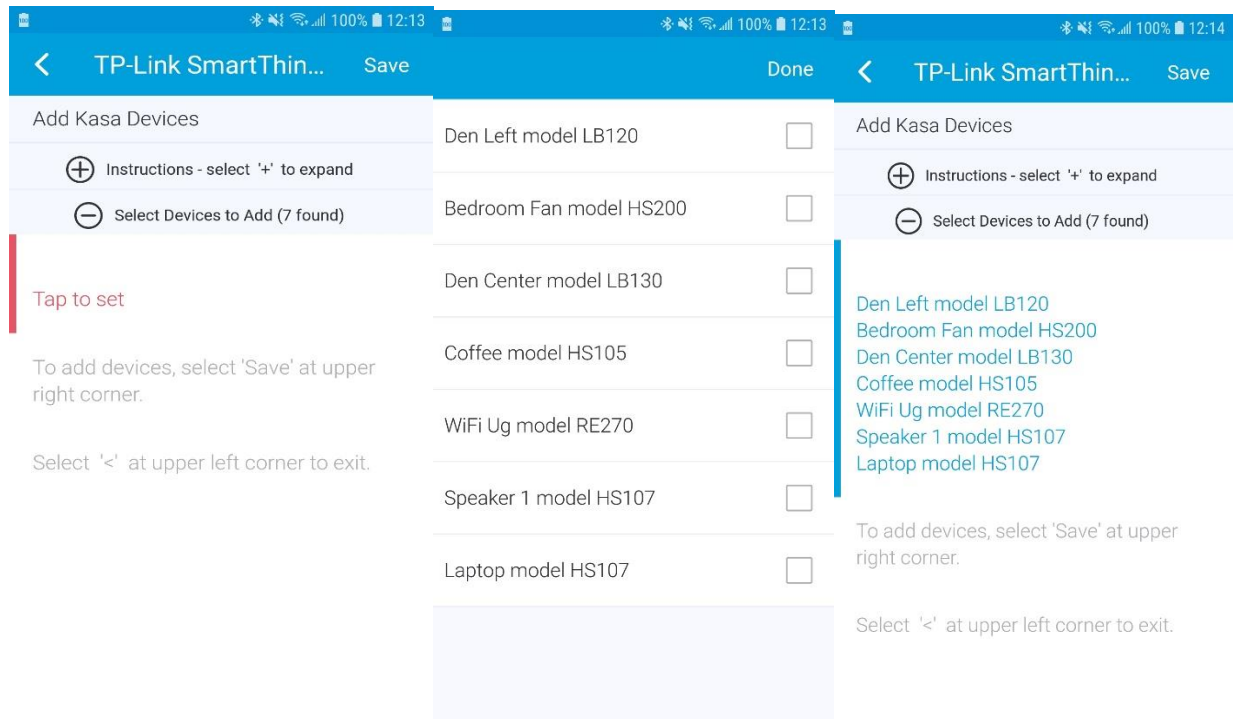 100% 12:13
TP-Link SmartThin... Save
Add Kasa Devices
Instructions - select '+' to expand
Select Devices to Add (7 found)
Tap to set
To add devices, select 'Save' at upper
right corner.
Select '<' at upper left corner to exit.
100% 12:13
Done
Den Left model LB120
Bedroom Fan model HS200
Den Center model LB130
Coffee model HS105
WiFi Ug model RE270
Speaker 1 model HS107
Laptop model HS107
100% 12:14
TP-Link SmartThin... Save
Add Kasa Devices
Instructions - select '+' to expand
Select Devices to Add (7 found)
Den Left model LB120
Bedroom Fan model HS200
Den Center model LB130
Coffee model HS105
WiFi Ug model RE270
Speaker 1 model HS107
Laptop model HS107
To add devices, select 'Save' at upper
right corner.
Select '<' at upper left corner to exit.